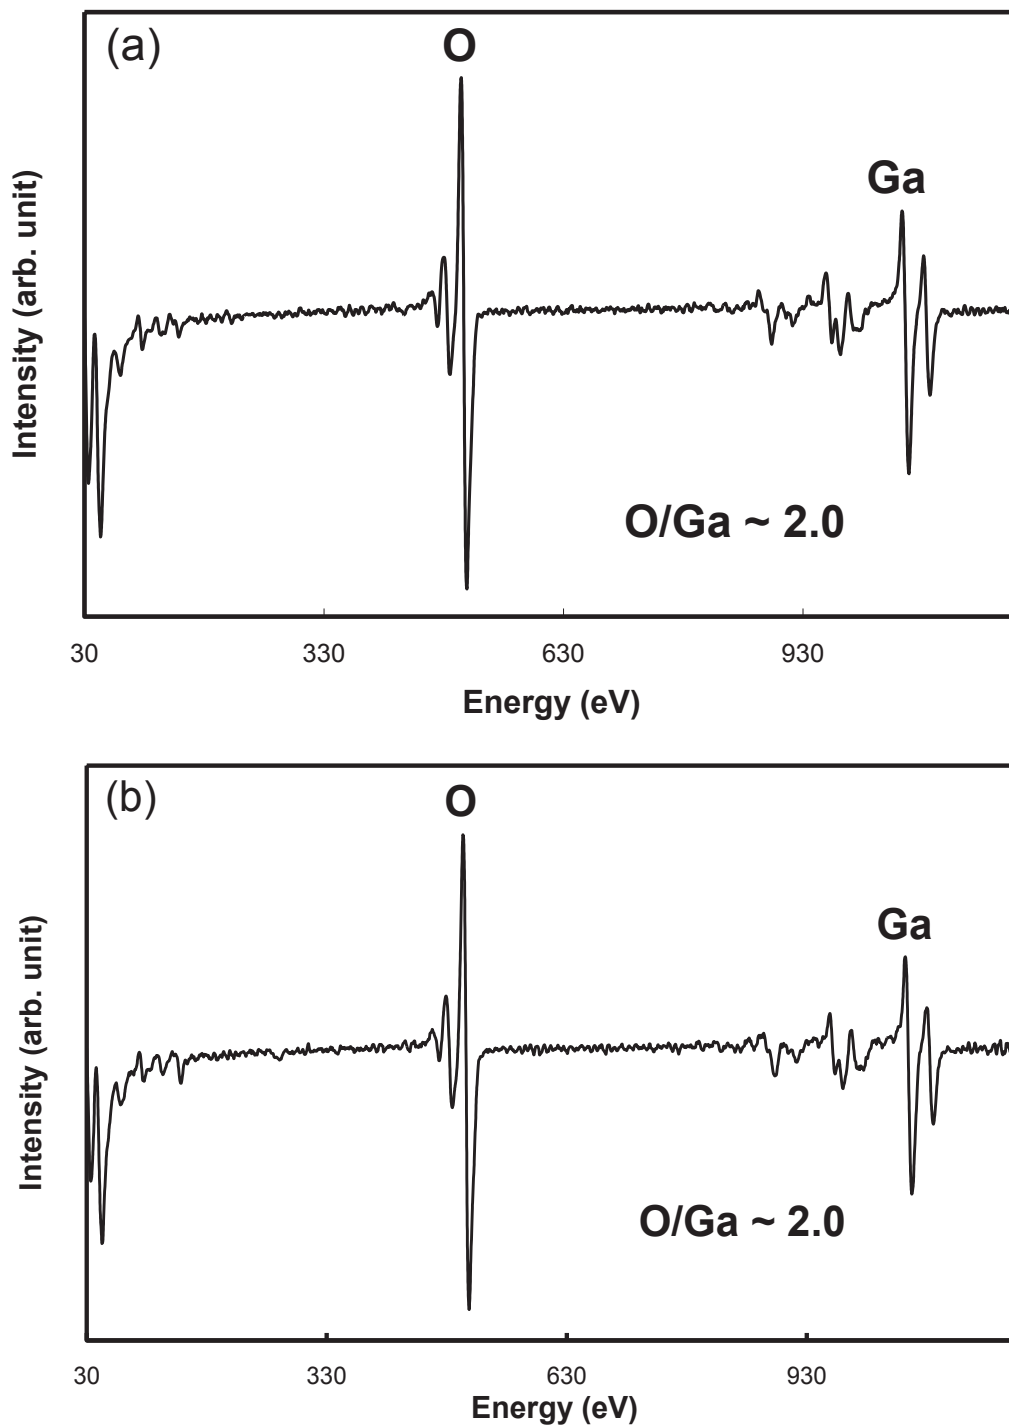 (a)
O
Ga
Intensity (arb. unit)
O/Ga ~ 2.0
30 330 630 930
Energy (eV)
(b)
O
Ga
Intensity (arb. unit)
O/Ga ~ 2.0
30 330 630 930
Energy (eV)